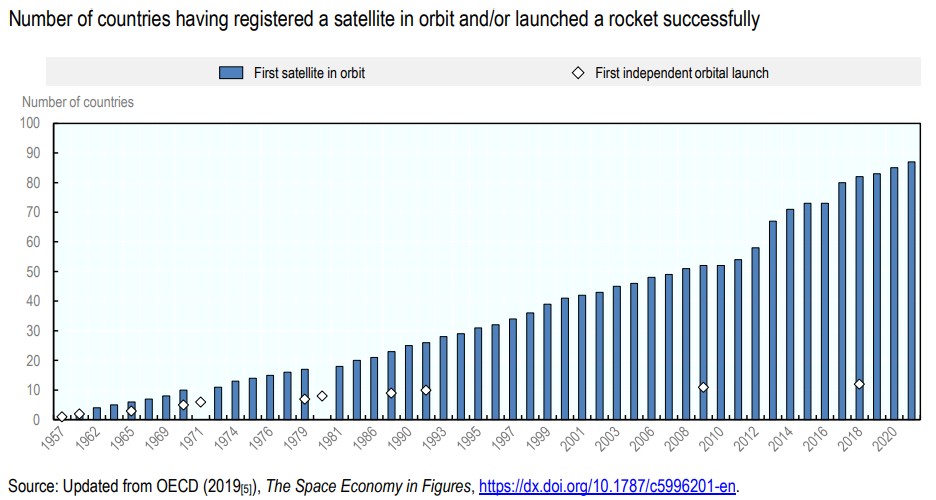 Number of countries having registered a satellite in orbit and/or launched a rocket successfully
First satellite in orbit
First independent orbital launch
Number of countries
100
90
80
70
60
50
40
30
20
10
0
1957 1962 1965 1969 1971 1974 1976 1979 1981 1986 1990 1993 1995 1997 1999 2001 2003 2006 2008 2010 2012 2014 2016 2018 2020
Source: Updated from OECD (2019[5]), The Space Economy in Figures, https://dx.doi.org/10.1787/c5996201-en.